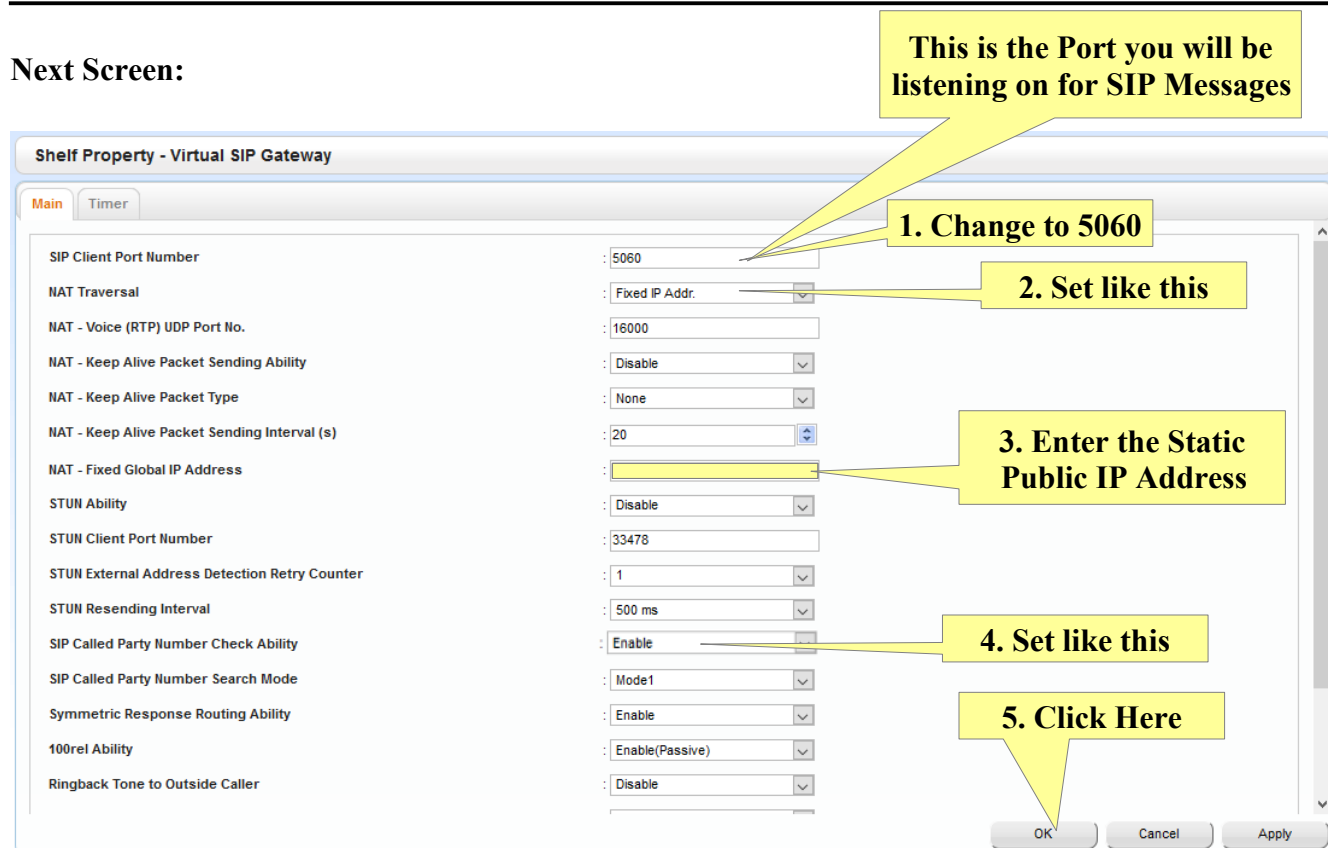 This is the Port you will be
listening on for SIP Messages
Next Screen:
Shelf Property - Virtual SIP Gateway
Main Timer
1. Change to 5060
SIP Client Port Number : 5060
2. Set like this
NAT Traversal : Fixed IP Addr.
NAT - Voice (RTP) UDP Port No. : 16000
NAT - Keep Alive Packet Sending Ability : Disable
NAT - Keep Alive Packet Type : None
NAT - Keep Alive Packet Sending Interval (s) : 20
3. Enter the Static
Public IP Address
NAT - Fixed Global IP Address :
STUN Ability : Disable
STUN Client Port Number : 33478
STUN External Address Detection Retry Counter : 1
STUN Resending Interval : 500 ms
SIP Called Party Number Check Ability : Enable
4. Set like this
SIP Called Party Number Search Mode : Mode1
Symmetric Response Routing Ability : Enable
5. Click Here
100rel Ability : Enable(Passive)
Ringback Tone to Outside Caller : Disable
OK Cancel Apply